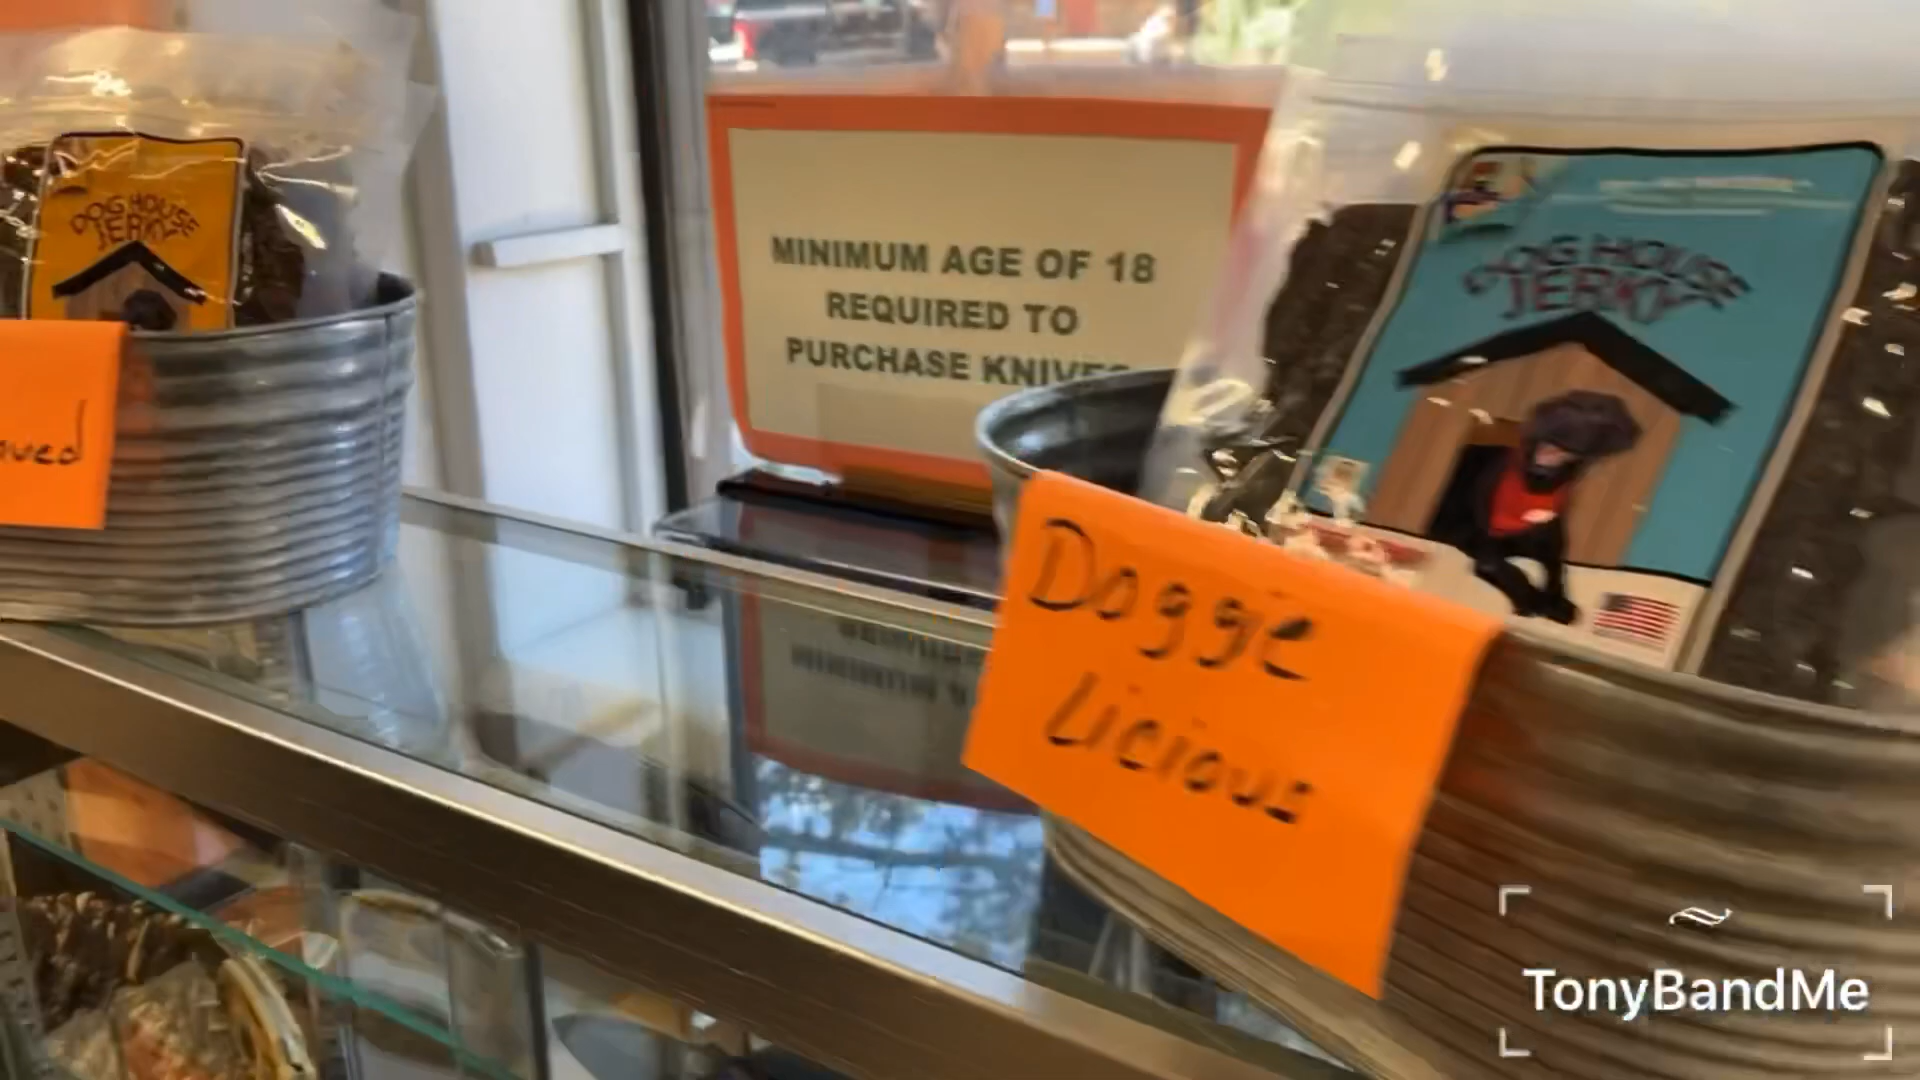 DOG HOUSE
JERKY
MINIMUM AGE OF 18
REQUIRED TO
PURCHASE KNIVES
DOG HOUSE
JERKY
Doggie
Licious
TonyBandMe